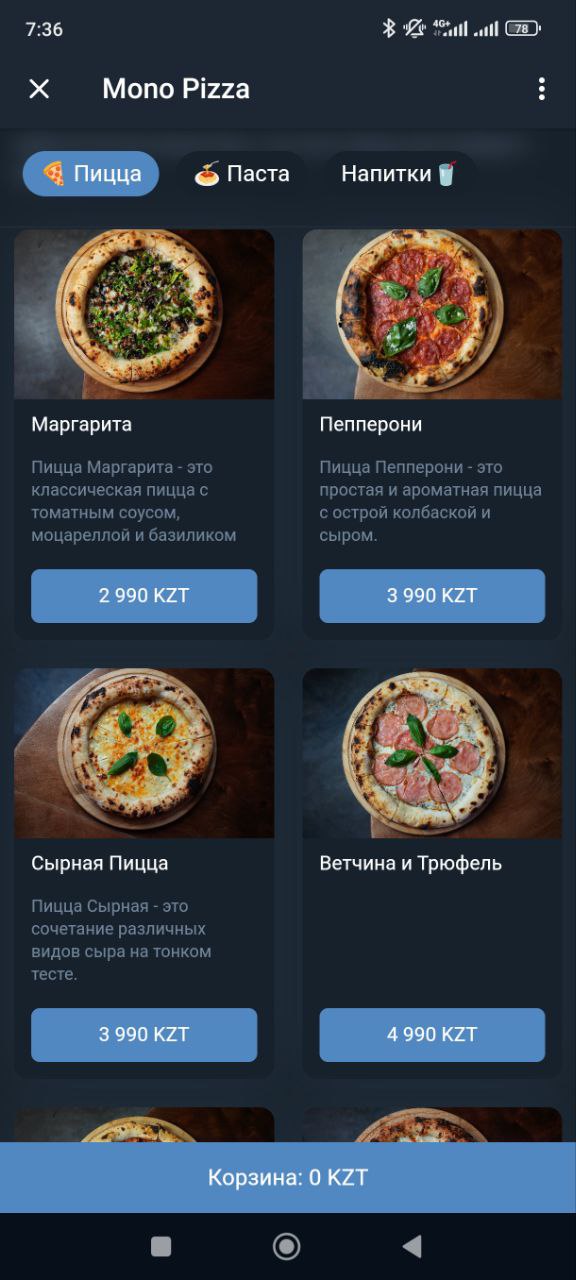 7:36
4G+
78
Mono Pizza
Пицца
Паста
Напитки
Маргарита
Пицца Маргарита - это
классическая пицца с
томатным соусом,
моцареллой и базиликом
2 990 KZT
Пепперони
Пицца Пепперони - это
простая и ароматная пицца
с острой колбаской и
сыром.
3 990 KZT
Сырная Пицца
Пицца Сырная - это
сочетание различных
видов сыра на тонком
тесте.
3 990 KZT
Ветчина и Трюфель
4 990 KZT
Корзина: 0 KZT